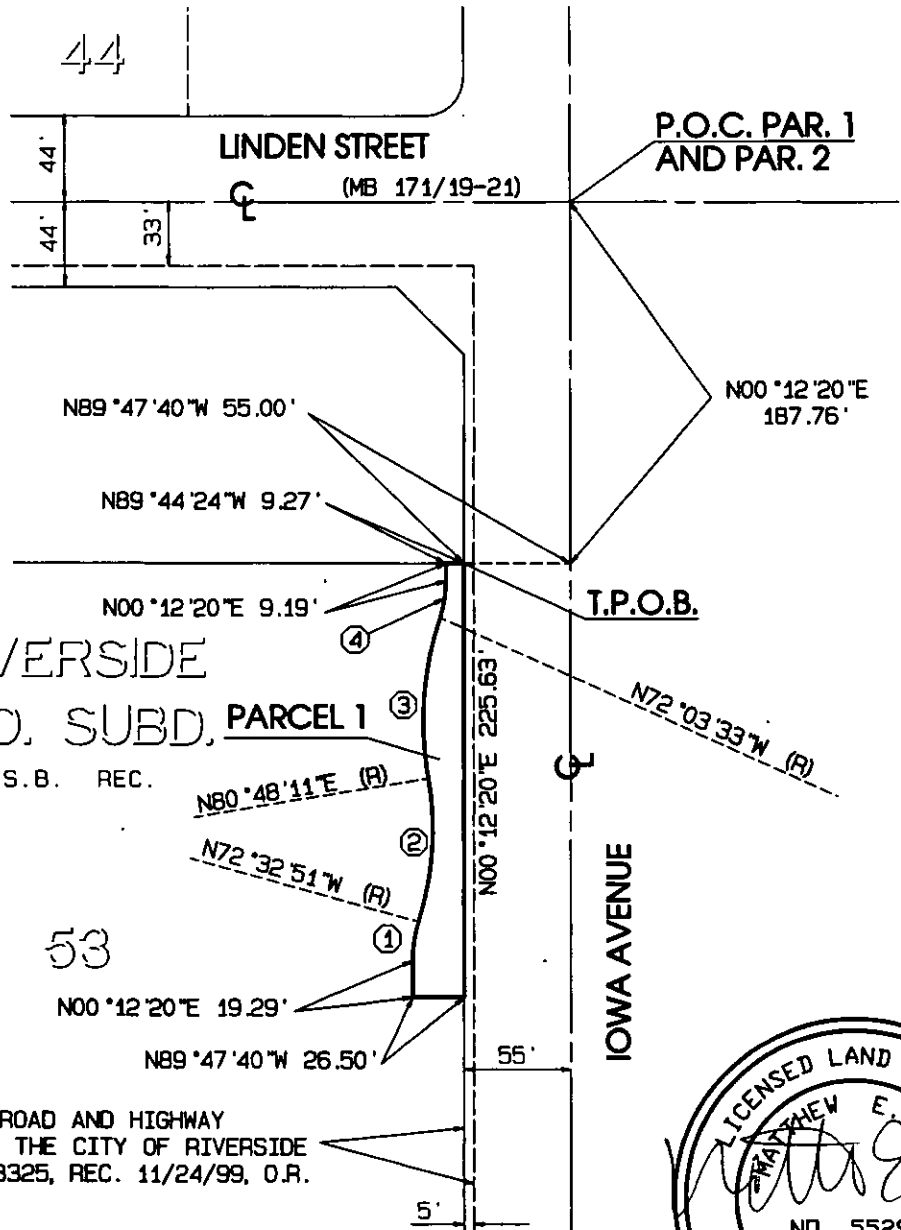 44
LINDEN STREET
(MB 171/19-21)
P.O.C. PAR. 1
AND PAR. 2
44'
44'
33'
℄
N89°47'40"W 55.00'
N00°12'20"E
187.76'
N89°44'24"W 9.27'
N00°12'20"E 9.19'
T.P.O.B.
④
VERSIDE
D. SUBD.
S.B. REC.
PARCEL 1
③
N00°12'20"E 225.63'
N72°03'33"W (R)
℄
N80°48'11"E (R)
②
N72°32'51"W (R)
①
53
IOWA AVENUE
N00°12'20"E 19.29'
N89°47'40"W 26.50'
55'
ROAD AND HIGHWAY
THE CITY OF RIVERSIDE
8325, REC. 11/24/99, O.R.
5'
LICENSED LAND
MATTHEW E.
NO. 5529